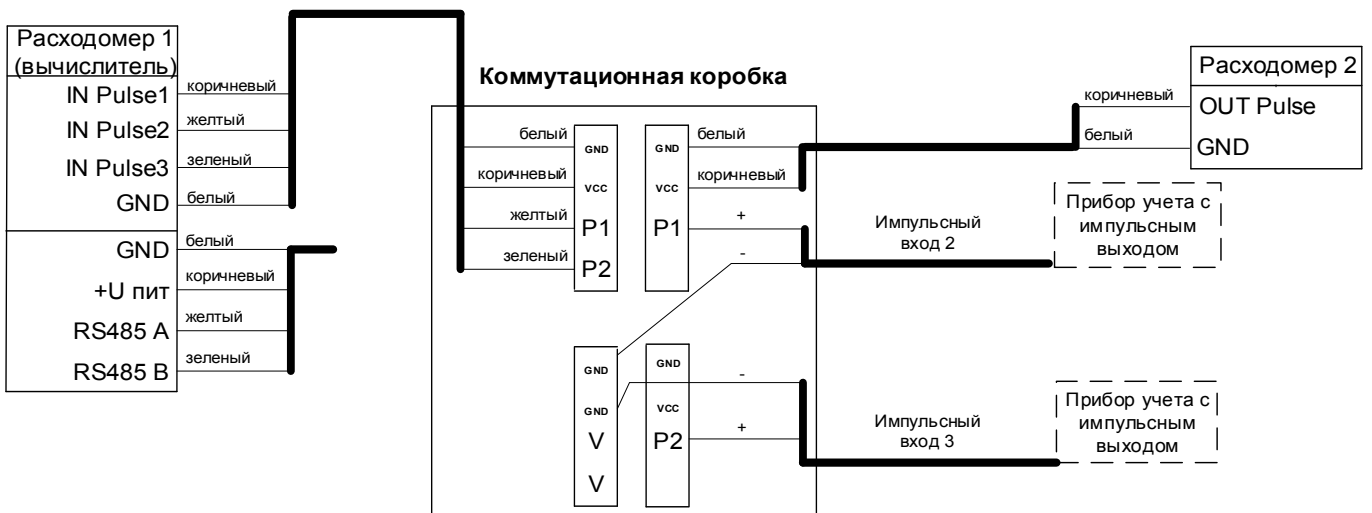 Расходомер 1
(вычислитель)
IN Pulse1
коричневый
IN Pulse2
желтый
IN Pulse3
зеленый
GND
белый
GND
белый
+U пит
коричневый
RS485 A
желтый
RS485 B
зеленый
Коммутационная коробка
белый
GND
коричневый
VCC
желтый
P1
зеленый
P2
GND
белый
VCC
коричневый
P1
+
-
GND
GND
V
V
GND
VCC
P2
-
+
Импульсный
вход 2
Импульсный
вход 3
Расходомер 2
коричневый
OUT Pulse
белый
GND
Прибор учета с
импульсным
выходом
Прибор учета с
импульсным
выходом